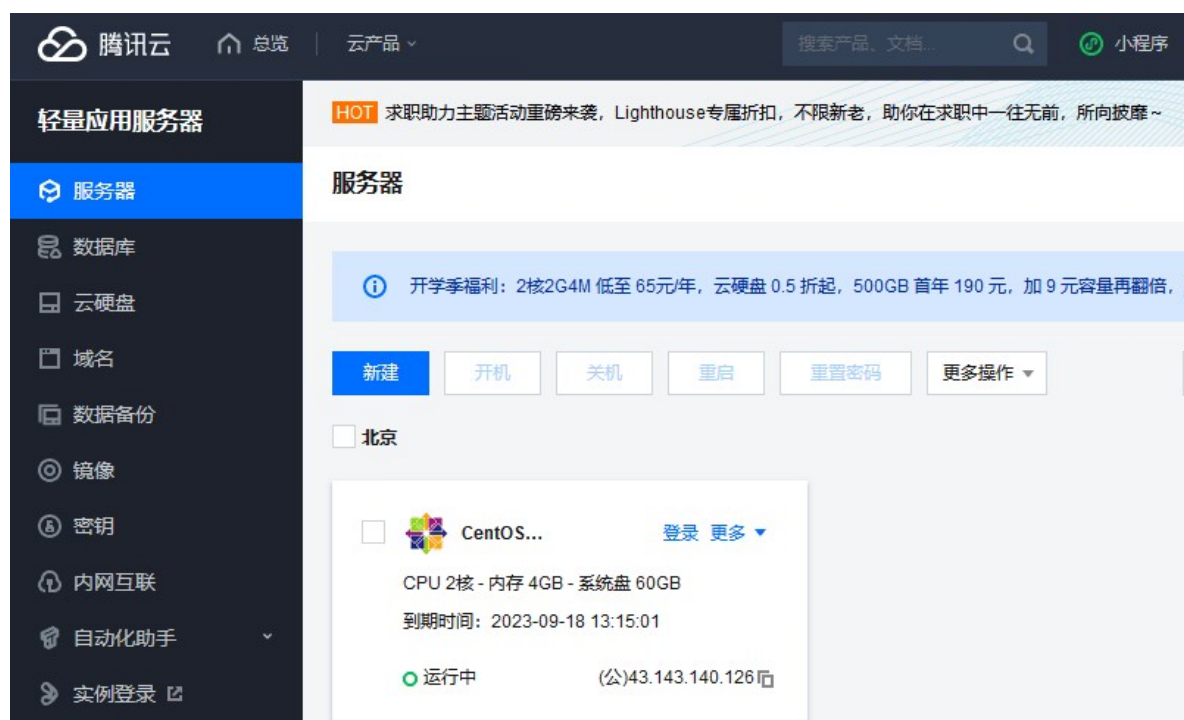 腾讯云 总览 云产品 搜索产品、文档... 小程序
轻量应用服务器
服务器
数据库
云硬盘
域名
数据备份
镜像
密钥
内网互联
自动化助手
实例登录
HOT 求职助力主题活动重磅来袭，Lighthouse专属折扣，不限新老，助你在求职中一往无前，所向披靡~
服务器
开学季福利：2核2G4M 低至 65元/年，云硬盘 0.5 折起，500GB 首年 190 元，加 9 元容量再翻倍，
新建 开机 关机 重启 重置密码 更多操作
北京
CentOS... 登录 更多
CPU 2核 - 内存 4GB - 系统盘 60GB
到期时间：2023-09-18 13:15:01
运行中 (公)43.143.140.126